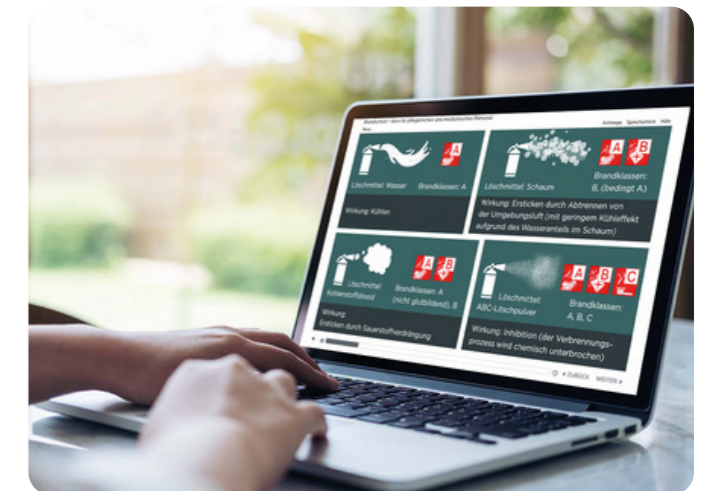 Brandschutz – Kurs für pflegerisches und medizinisches Personal
Menü
Anhänge Sprechertext Hilfe
A
Löschmittel: Wasser
Brandklassen: A
Wirkung: Kühlen
A B
Löschmittel: Schaum
Brandklassen:
B, (bedingt A)
Wirkung: Ersticken durch Abtrennen von
der Umgebungsluft (mit geringem Kühleffekt
aufgrund des Wasseranteils im Schaum)
A B
Löschmittel:
Kohlenstoffdioxid
Brandklassen: A
(nicht glutbildend), B
Wirkung:
Ersticken durch Sauerstoffverdrängung
A B C
Löschmittel:
ABC-Löschpulver
Brandklassen:
A, B, C
Wirkung: Inhibition (der Verbrennungs-
prozess wird chemisch unterbrochen)
ZURÜCK WEITER